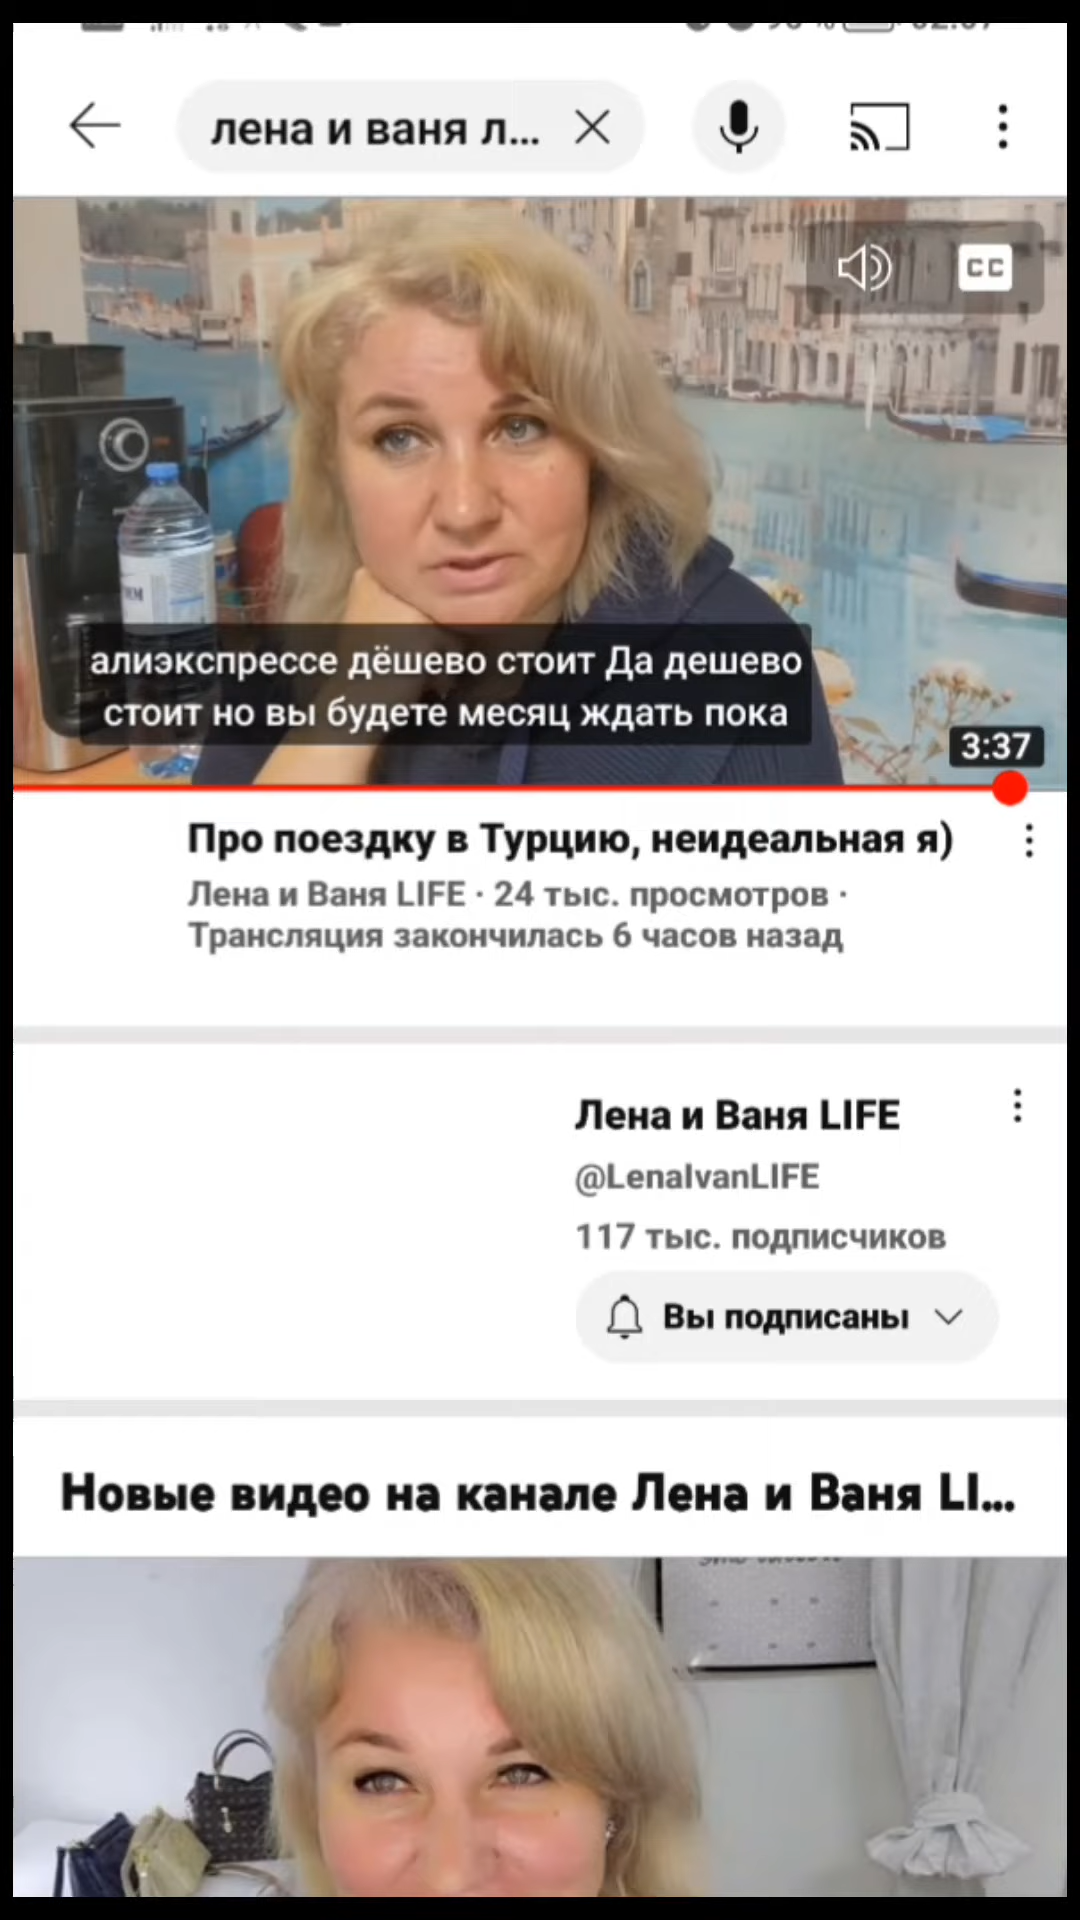 лена и ваня л...
CC
алиэкспрессе дёшево стоит Да дешево
стоит но вы будете месяц ждать пока
3:37
Про поездку в Турцию, неидеальная я)
Лена и Ваня LIFE · 24 тыс. просмотров ·
Трансляция закончилась 6 часов назад
Лена и Ваня LIFE
@LenaIvanLIFE
117 тыс. подписчиков
Вы подписаны
Новые видео на канале Лена и Ваня LI...